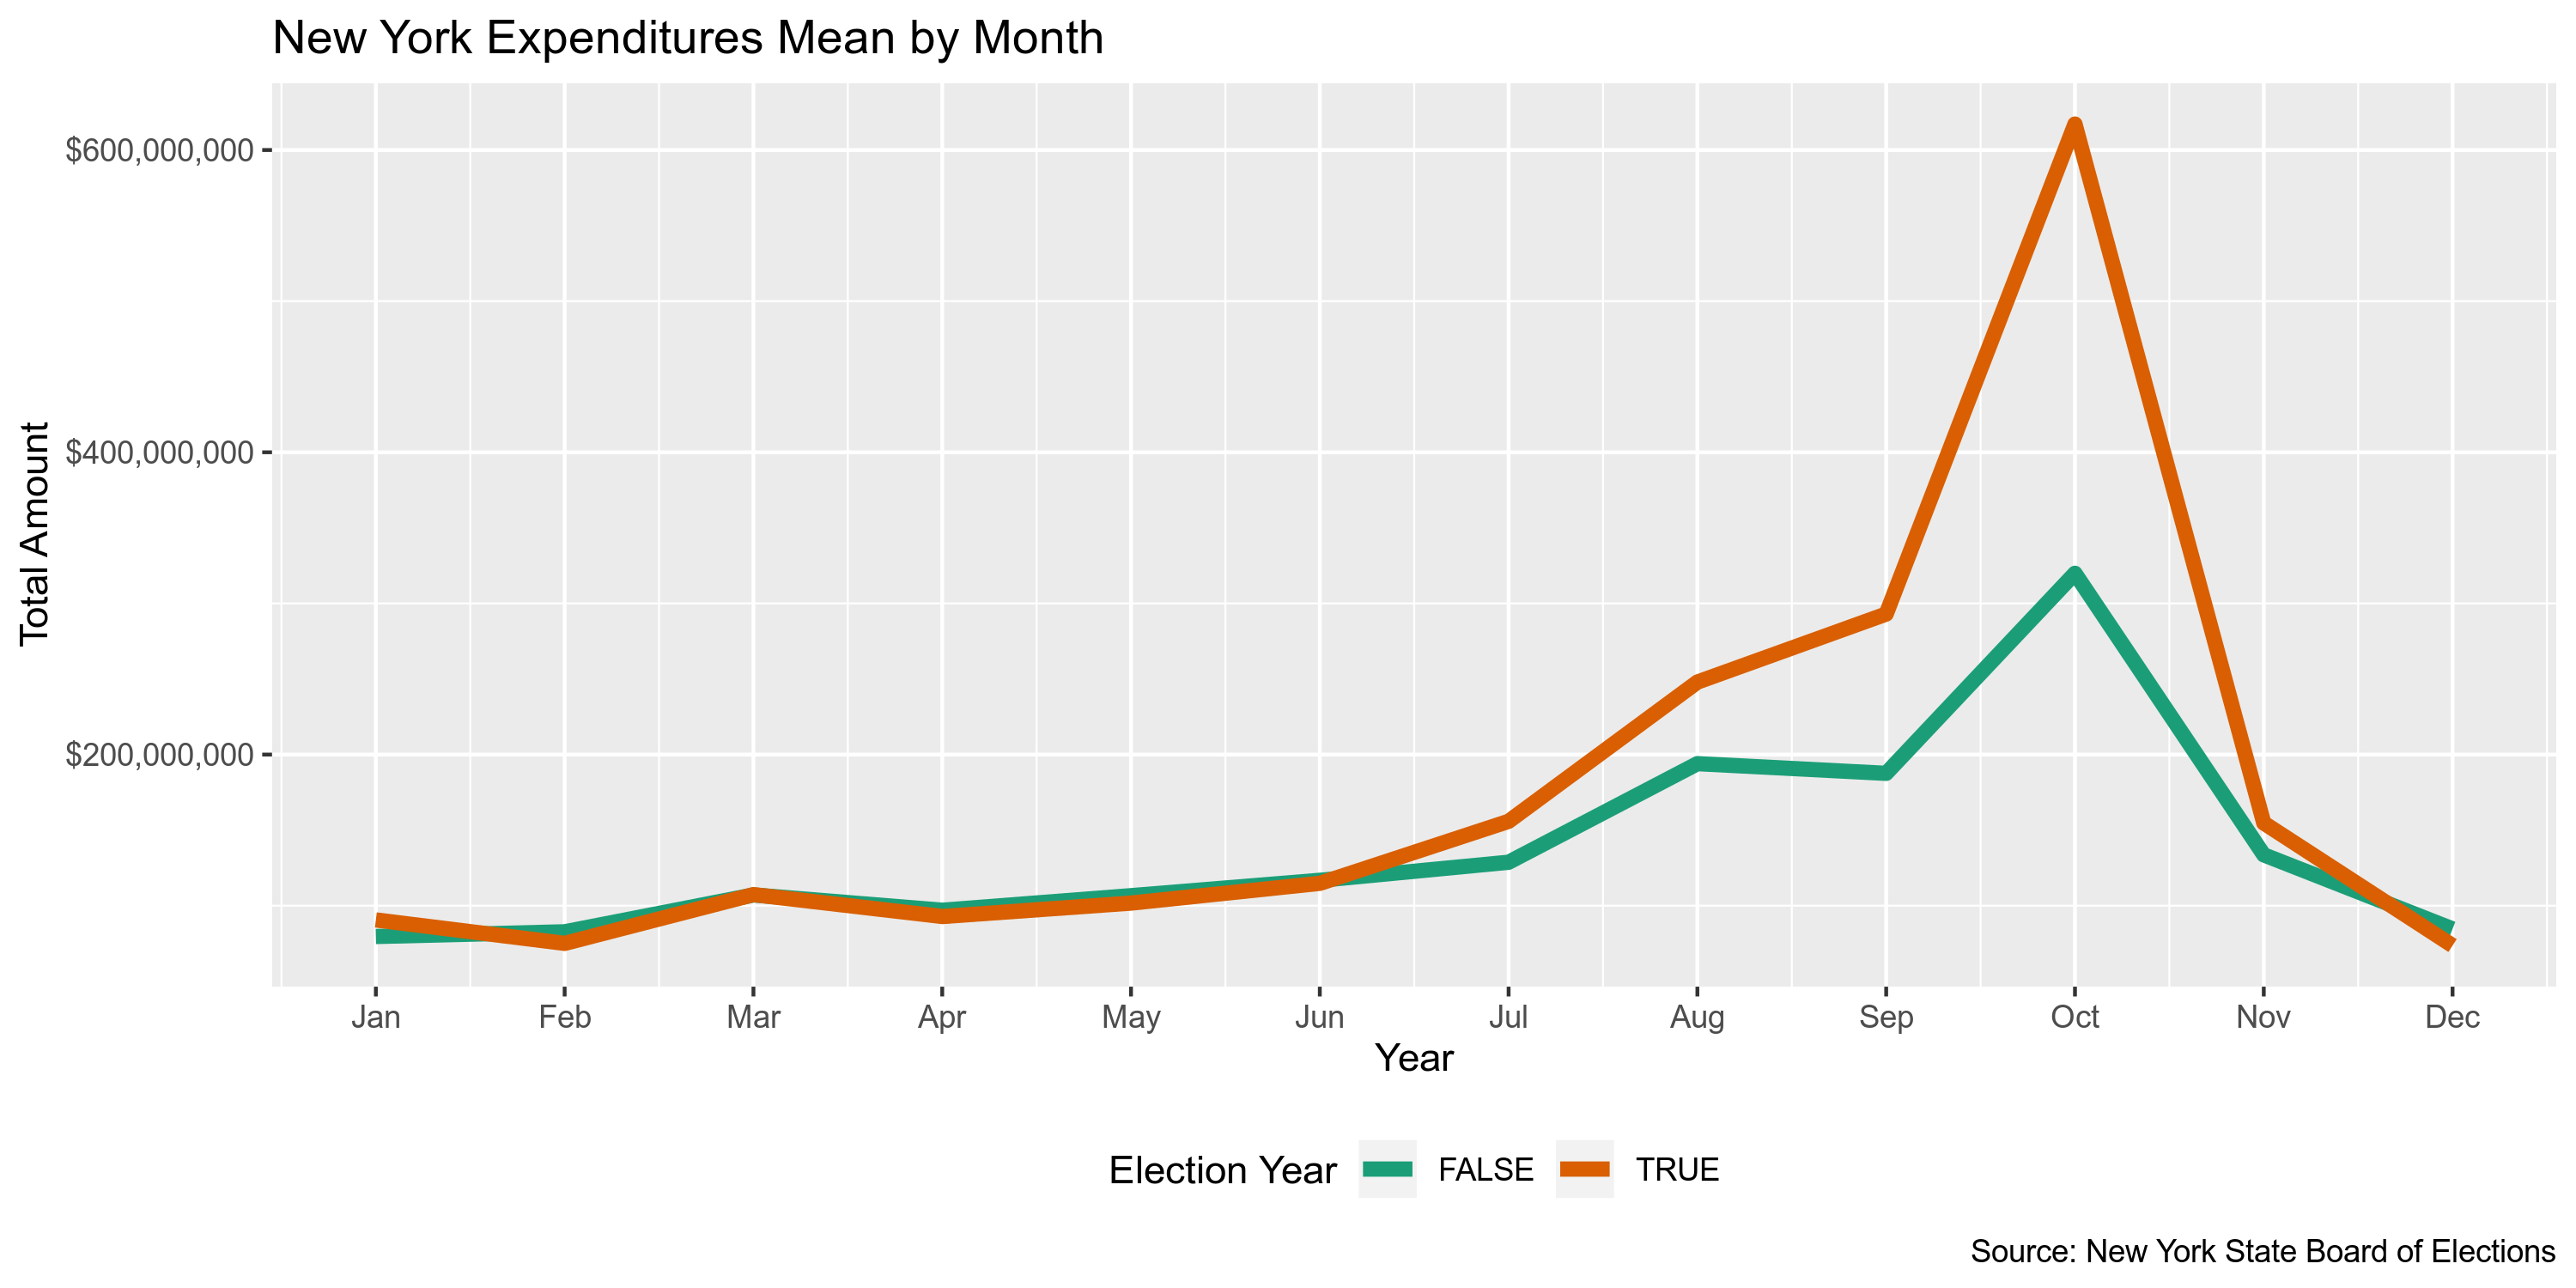 New York Expenditures Mean by Month
Total Amount
$600,000,000
$400,000,000
$200,000,000
Jan Feb Mar Apr May Jun Jul Aug Sep Oct Nov Dec
Year
Election Year FALSE TRUE
Source: New York State Board of Elections